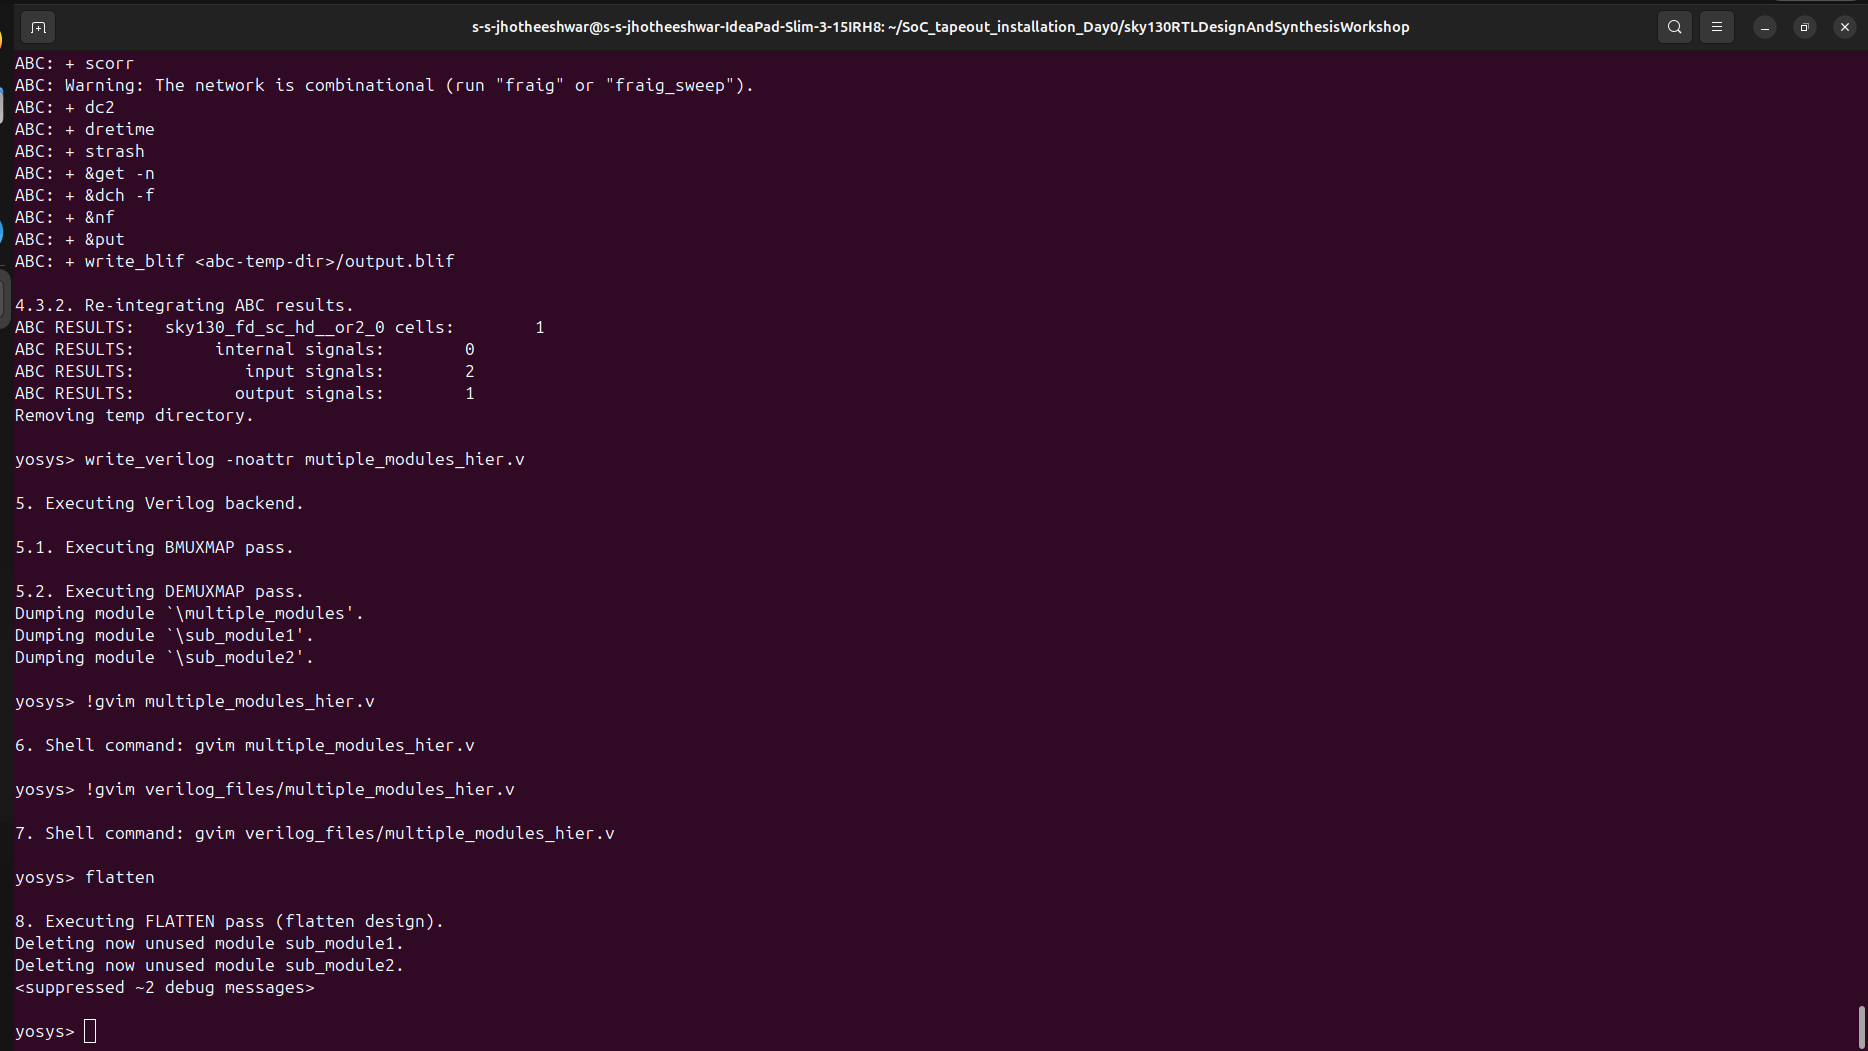 s-s-jhotheeshwar@s-s-jhotheeshwar-IdeaPad-Slim-3-15IRH8: ~/SoC_tapeout_installation_Day0/sky130RTLDesignAndSynthesisWorkshop
ABC: + scorr
ABC: Warning: The network is combinational (run "fraig" or "fraig_sweep").
ABC: + dc2
ABC: + dretime
ABC: + strash
ABC: + &get -n
ABC: + &dch -f
ABC: + &nf
ABC: + &put
ABC: + write_blif <abc-temp-dir>/output.blif
4.3.2. Re-integrating ABC results.
ABC RESULTS:   sky130_fd_sc_hd__or2_0 cells:        1
ABC RESULTS:        internal signals:        0
ABC RESULTS:           input signals:        2
ABC RESULTS:          output signals:        1
Removing temp directory.
yosys> write_verilog -noattr mutiple_modules_hier.v
5. Executing Verilog backend.
5.1. Executing BMUXMAP pass.
5.2. Executing DEMUXMAP pass.
Dumping module `\multiple_modules'.
Dumping module `\sub_module1'.
Dumping module `\sub_module2'.
yosys> !gvim multiple_modules_hier.v
6. Shell command: gvim multiple_modules_hier.v
yosys> !gvim verilog_files/multiple_modules_hier.v
7. Shell command: gvim verilog_files/multiple_modules_hier.v
yosys> flatten
8. Executing FLATTEN pass (flatten design).
Deleting now unused module sub_module1.
Deleting now unused module sub_module2.
<suppressed ~2 debug messages>
yosys>